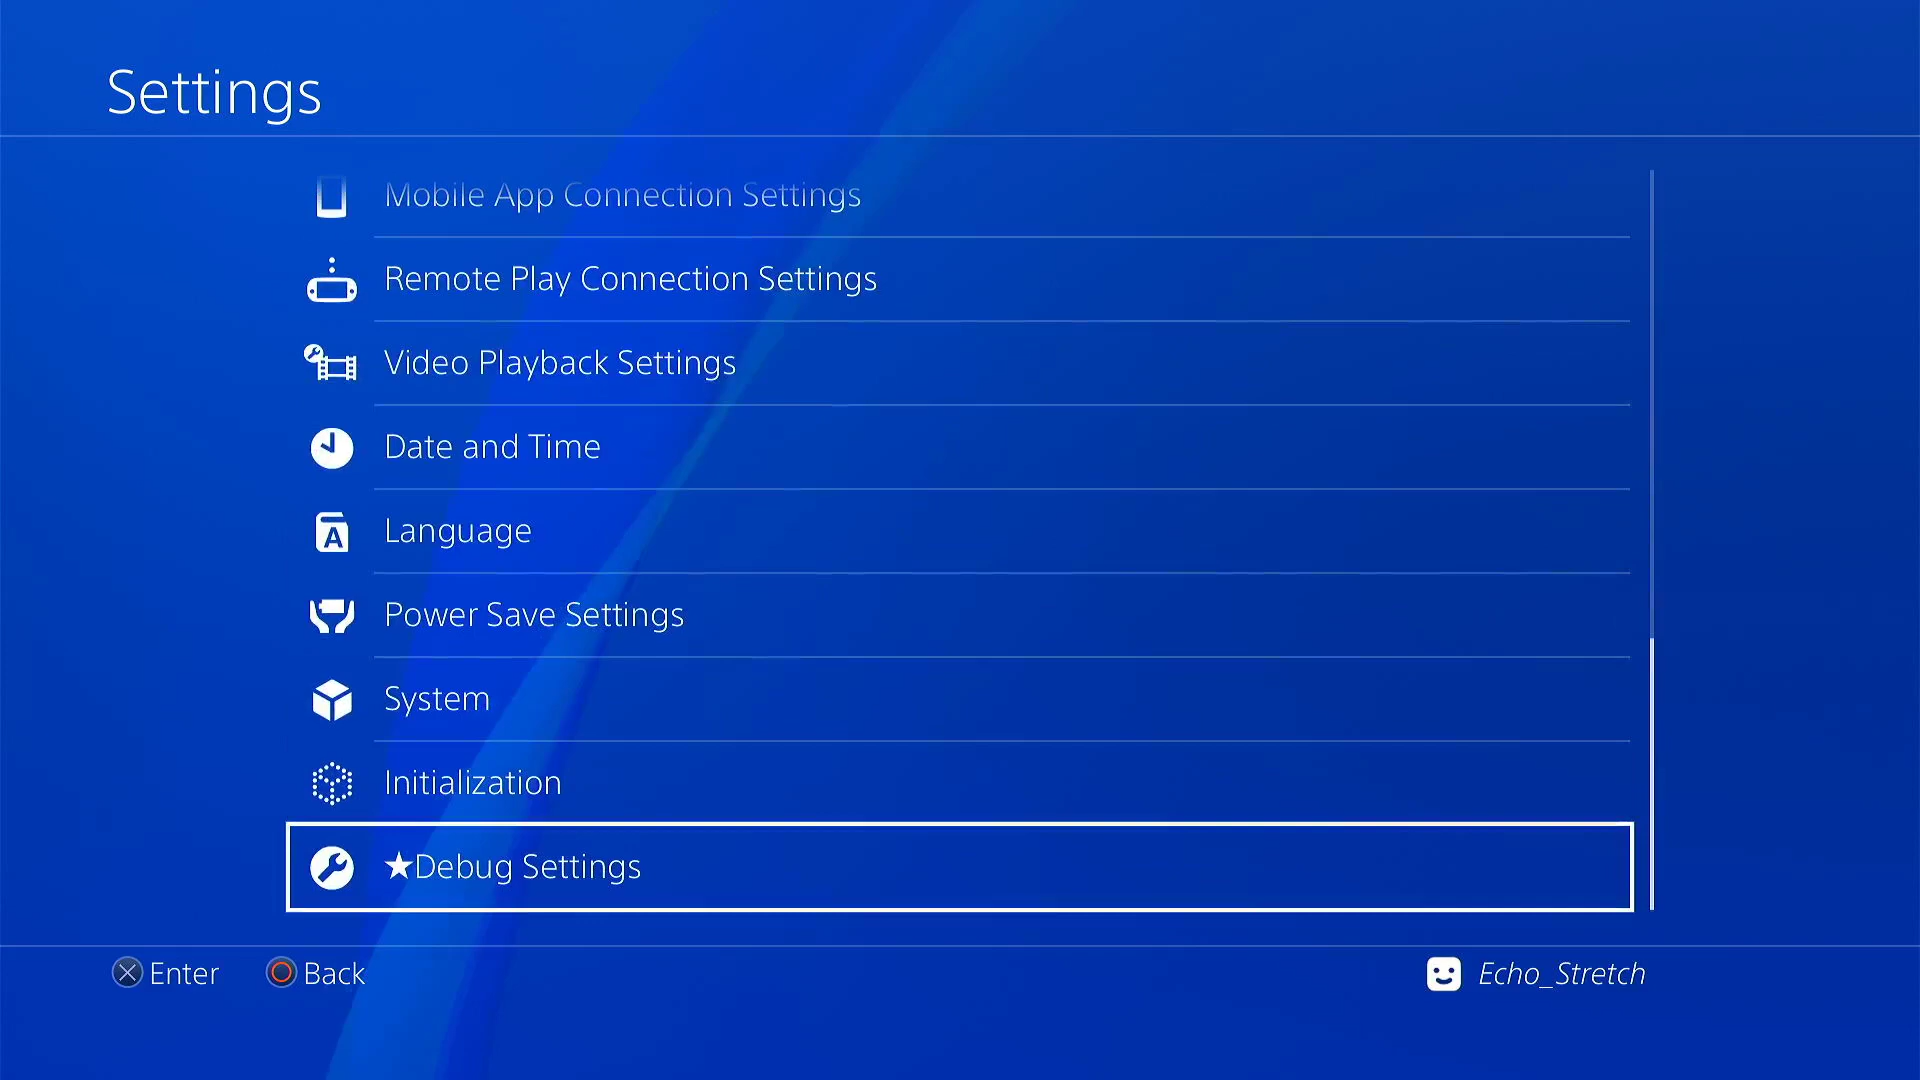 Settings
Mobile App Connection Settings
Remote Play Connection Settings
Video Playback Settings
Date and Time
Language
Power Save Settings
System
Initialization
★Debug Settings
Enter Back Echo_Stretch